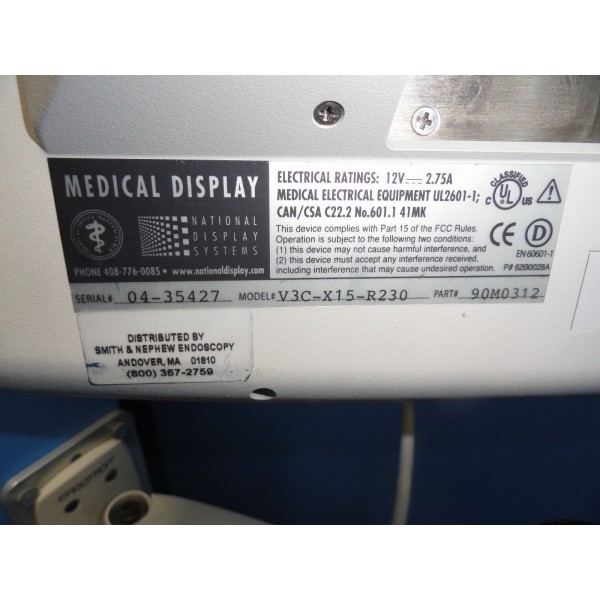 MEDICAL DISPLAY
NATIONAL
DISPLAY
SYSTEMS
PHONE 408-776-0085 • www.nationaldisplay.com
ELECTRICAL RATINGS: 12V 2.75A
MEDICAL ELECTRICAL EQUIPMENT UL2601-1;
CAN/CSA C22.2 No.601.1 41MK
This device complies with Part 15 of the FCC Rules.
Operation is subject to the following two conditions:
(1) this device may not cause harmful interference, and
(2) this device must accept any interference received,
including interference that may cause undesired operation.
CLASSIFIED
C UL US
CE D
EN 60601-1
P# 62B0028A
SERIAL# 04-35427 MODEL# V3C-X15-R230 PART# 90M0312
DISTRIBUTED BY
SMITH & NEPHEW ENDOSCOPY
ANDOVER, MA 01810
(800) 367-2759
ERGOTRON